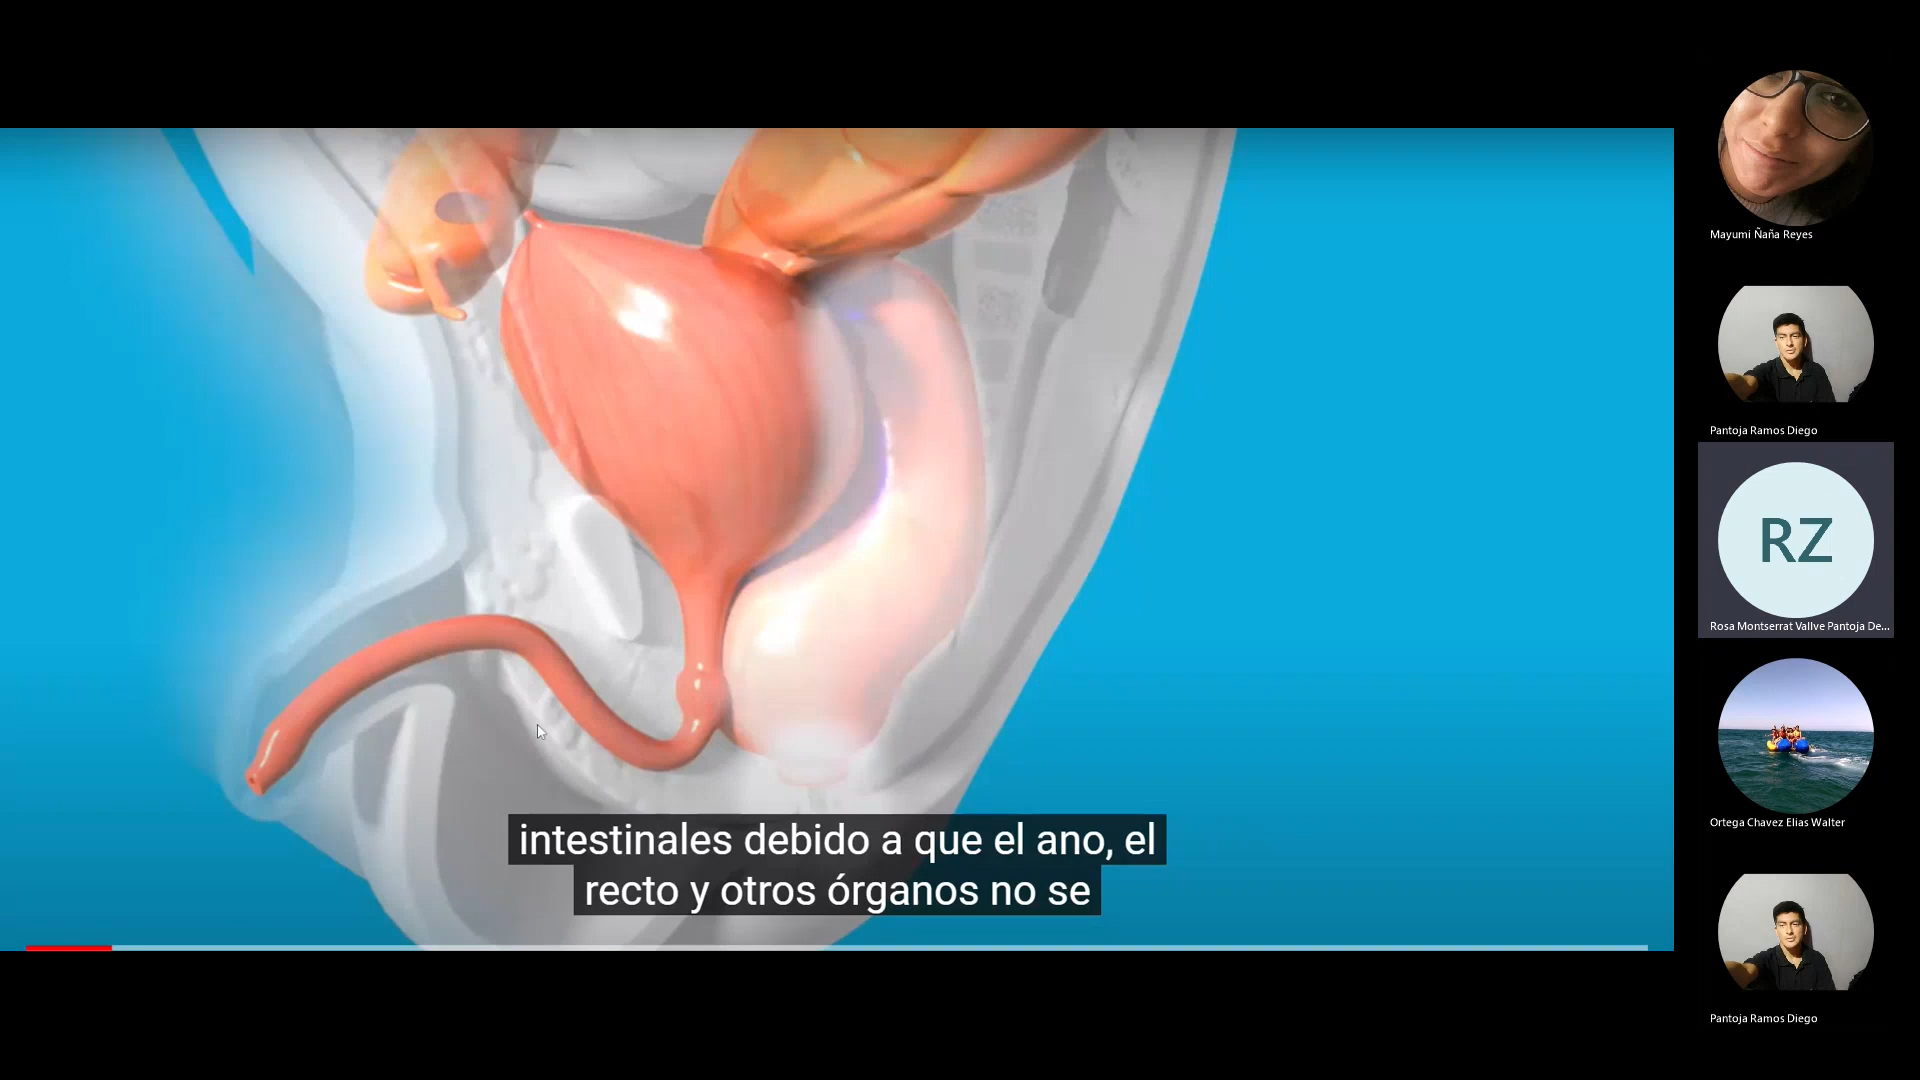 Mayumi Ñaña Reyes
Pantoja Ramos Diego
RZ
Rosa Montserrat Vallve Pantoja De...
Ortega Chavez Elias Walter
Pantoja Ramos Diego
intestinales debido a que el ano, el
recto y otros órganos no se